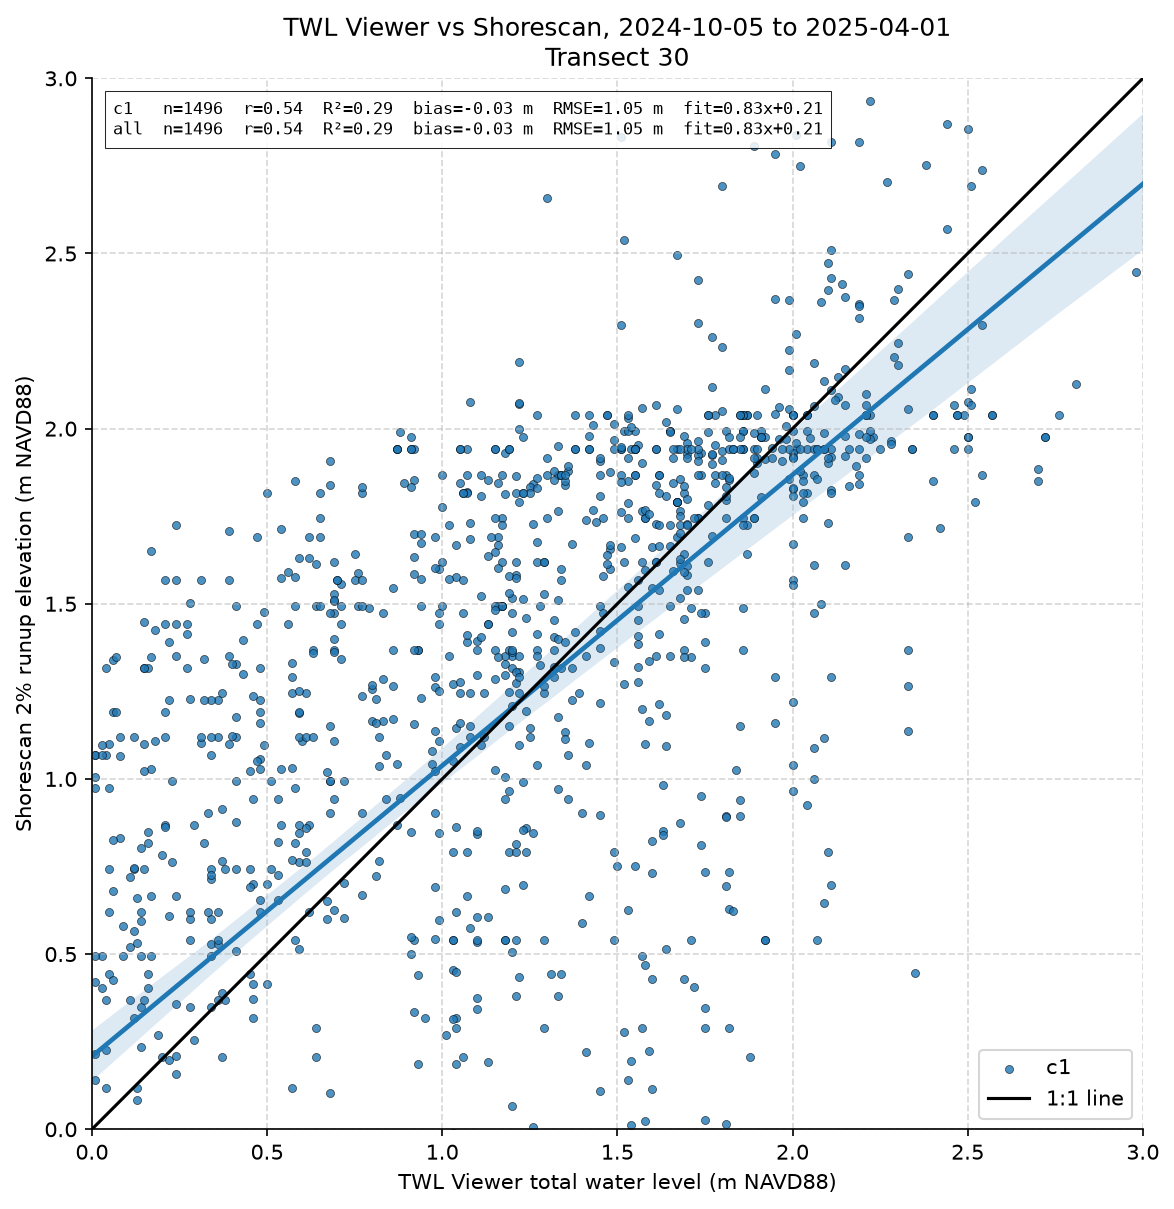 TWL Viewer vs Shorescan, 2024-10-05 to 2025-04-01
Transect 30
c1 n=1496 r=0.54 R²=0.29 bias=-0.03 m RMSE=1.05 m fit=0.83x+0.21
all n=1496 r=0.54 R²=0.29 bias=-0.03 m RMSE=1.05 m fit=0.83x+0.21
Shorescan 2% runup elevation (m NAVD88)
3.0
2.5
2.0
1.5
1.0
0.5
0.0
c1
1:1 line
0.0 0.5 1.0 1.5 2.0 2.5 3.0
TWL Viewer total water level (m NAVD88)